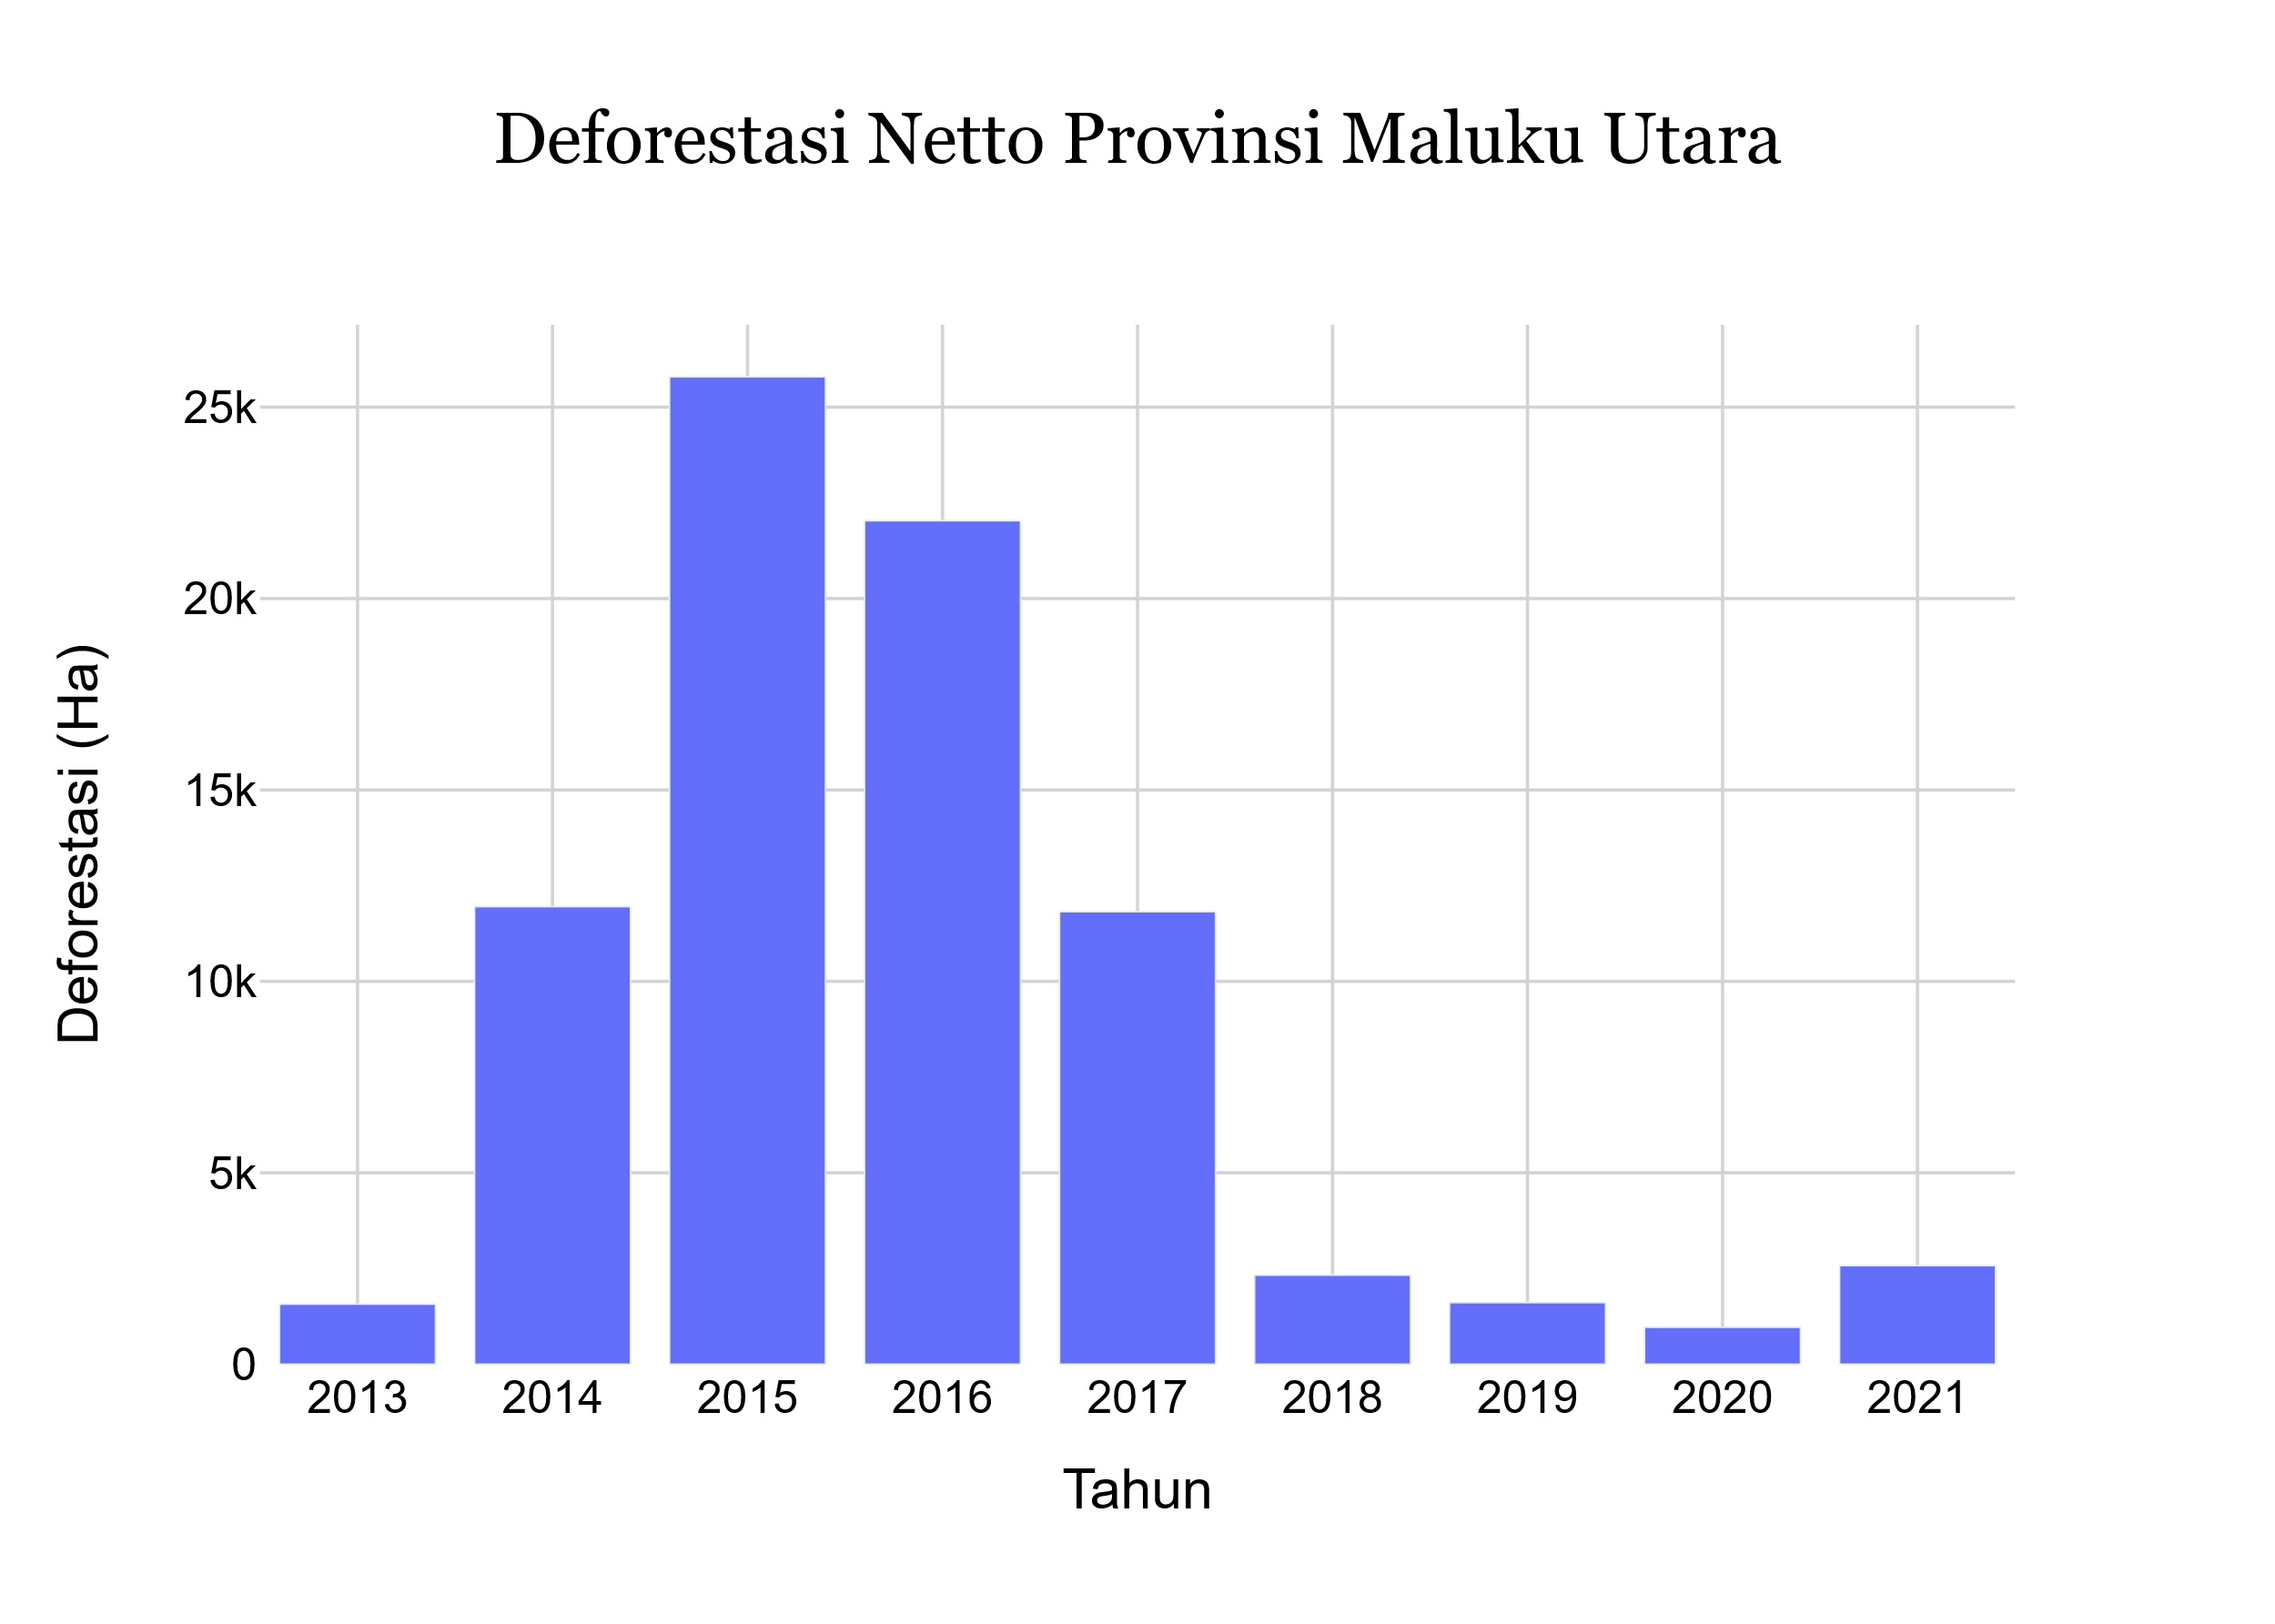 Deforestasi Netto Provinsi Maluku Utara
25k
20k
15k
10k
5k
0
Deforestasi (Ha)
2013 2014 2015 2016 2017 2018 2019 2020 2021
Tahun